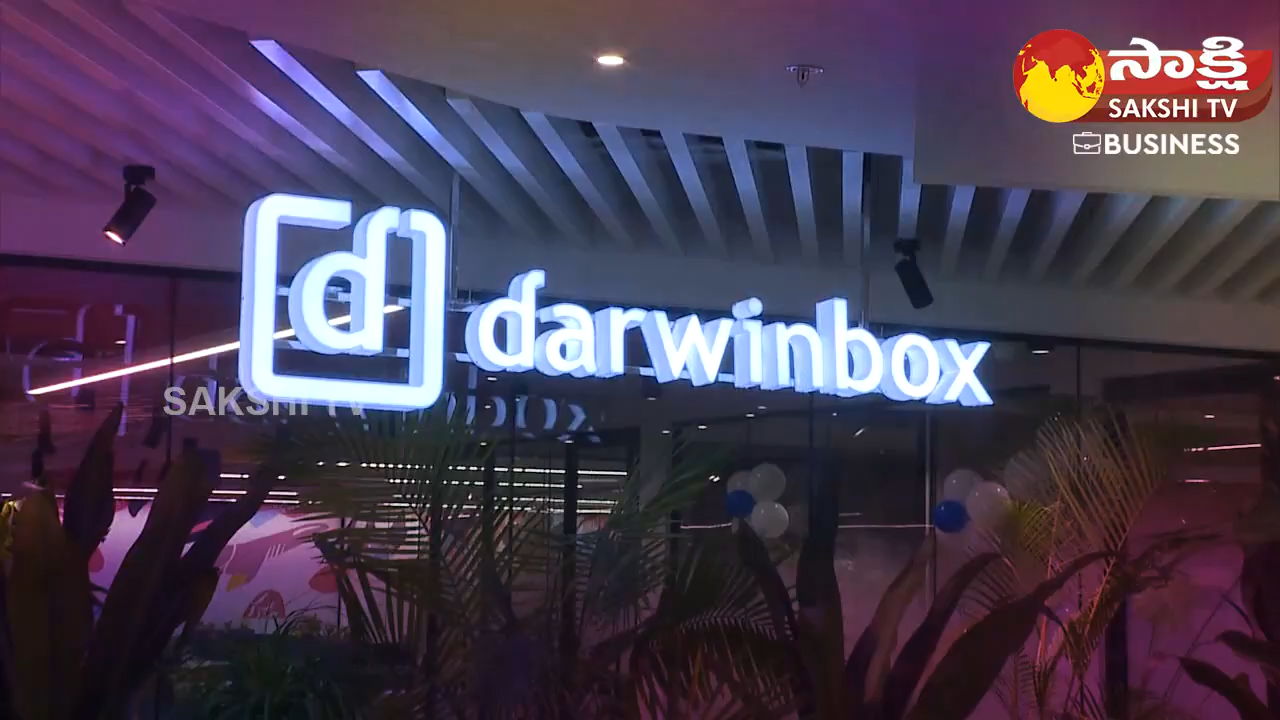 సాక్షి
SAKSHI TV
BUSINESS
d darwinbox
SAKSHI TV